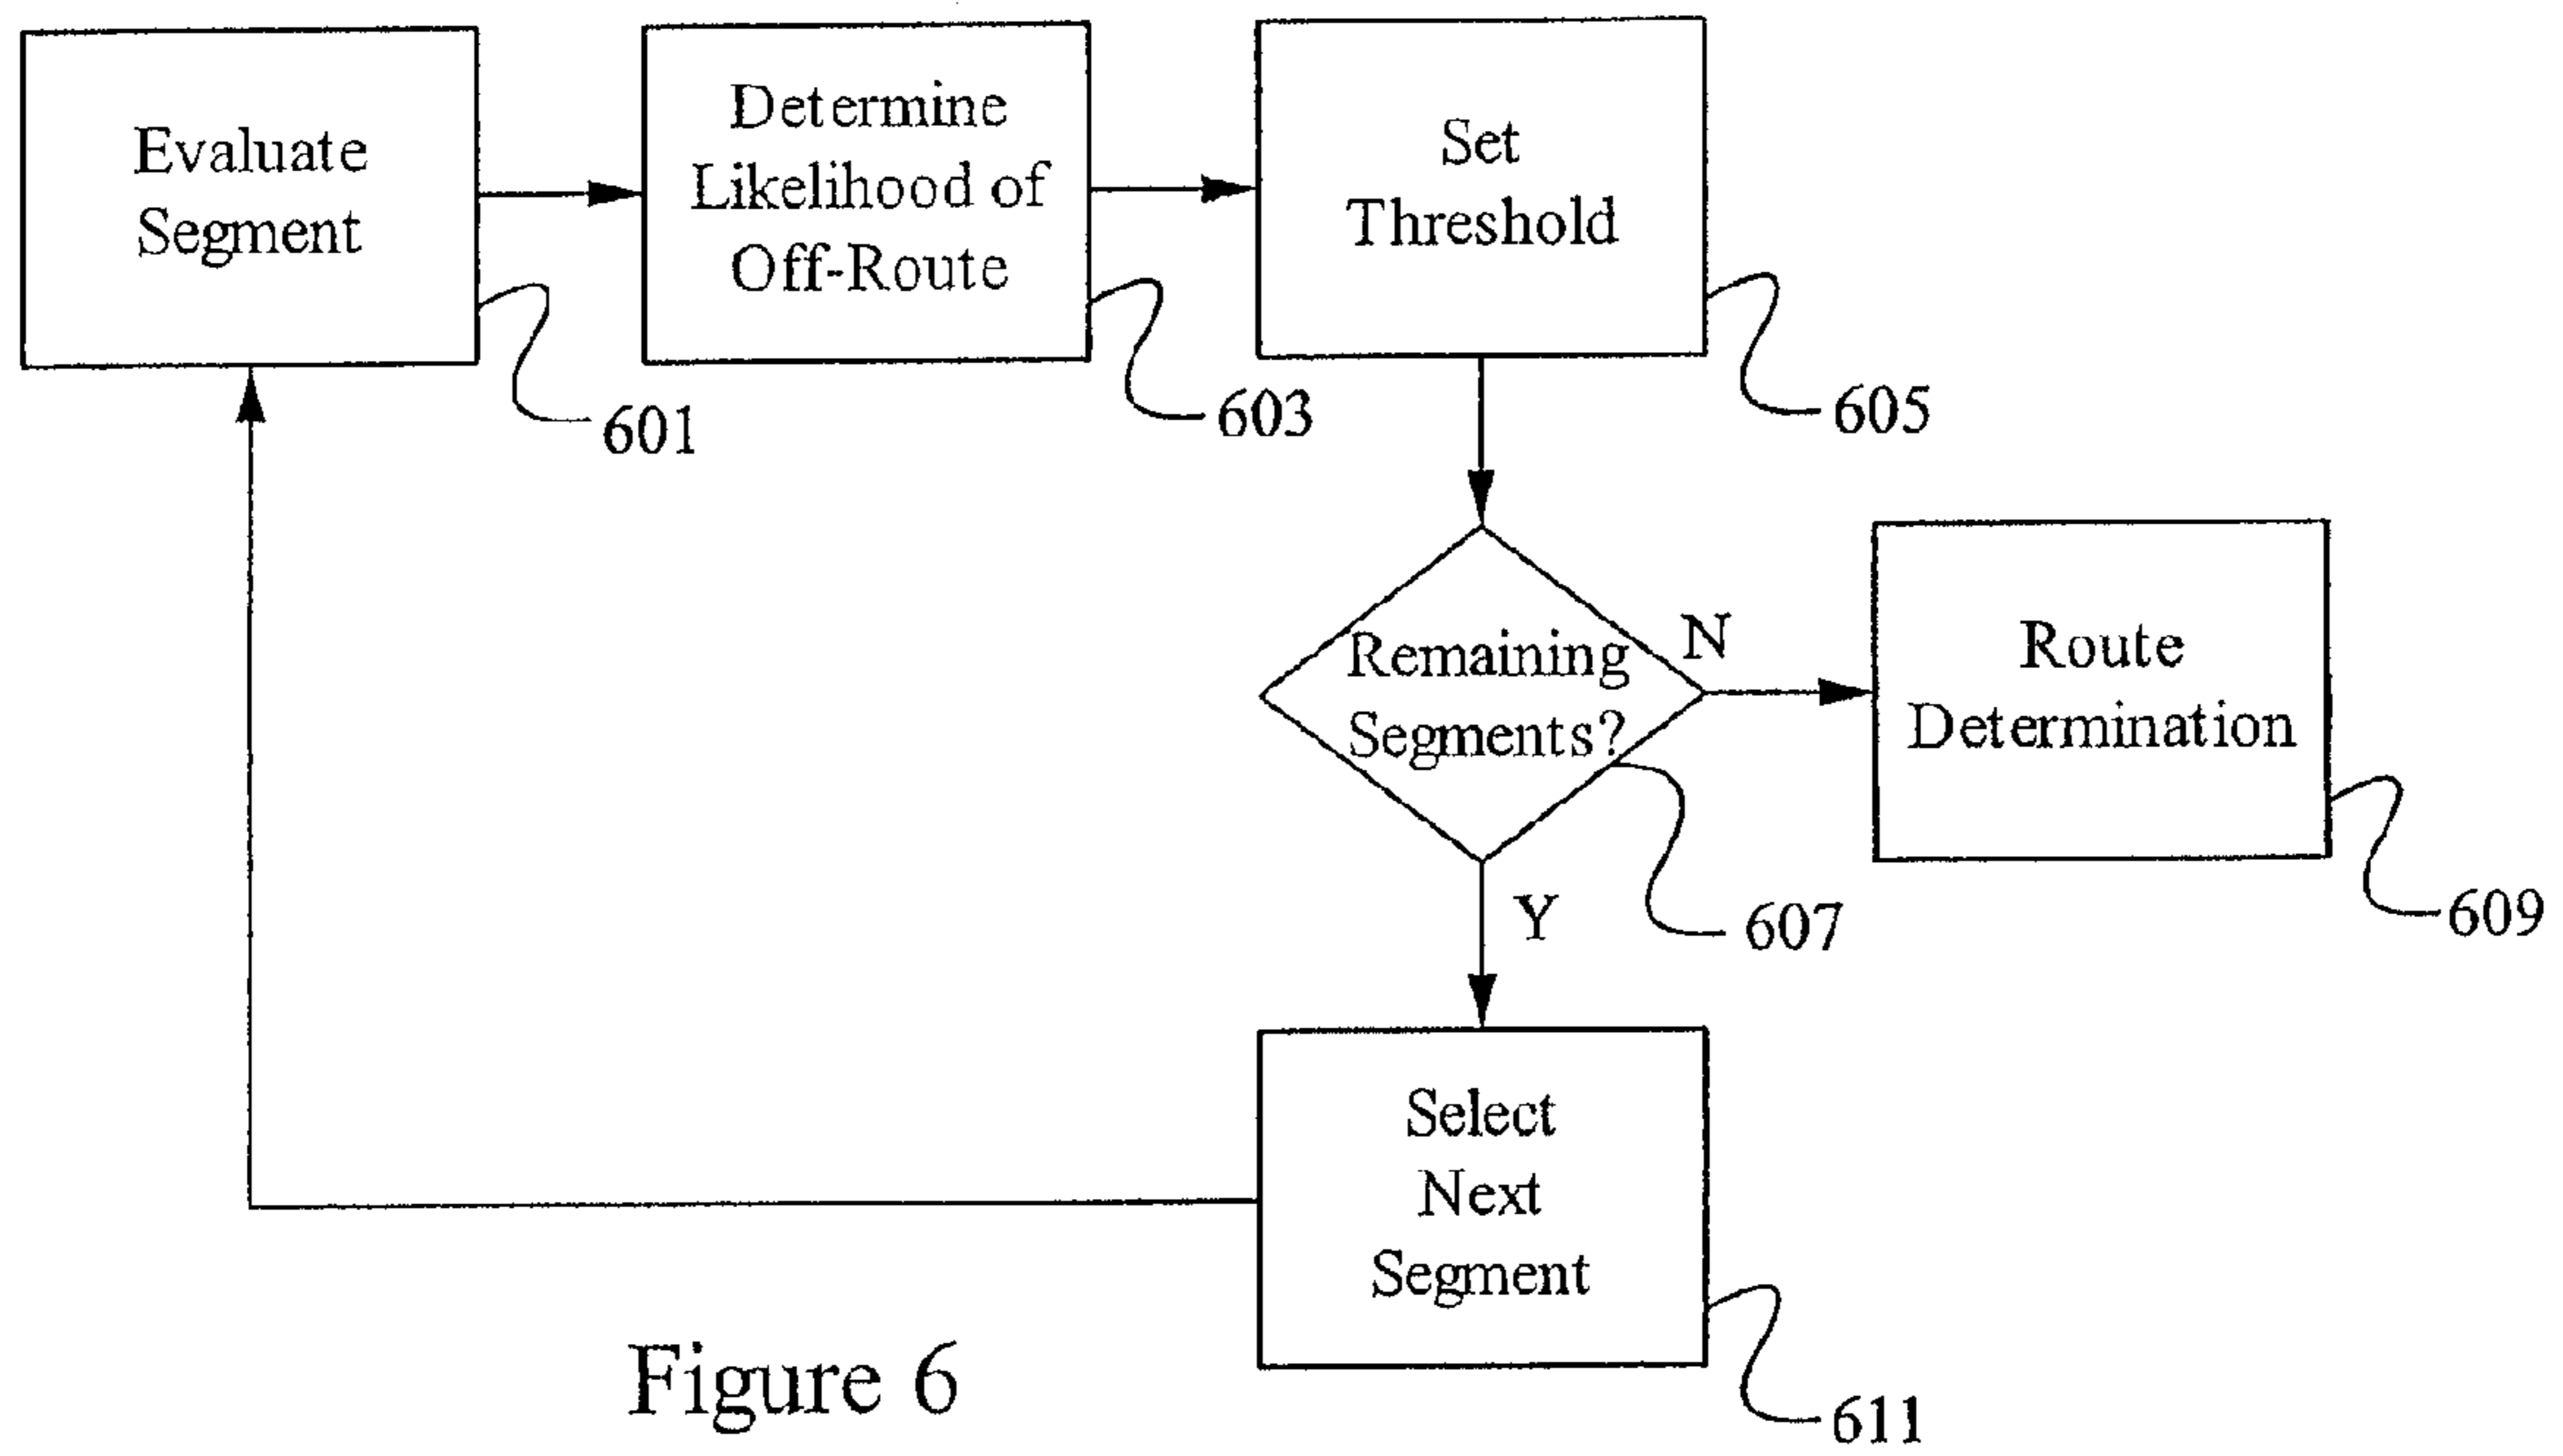 Evaluate
Segment
601
Determine
Likelihood of
Off-Route
603
Set
Threshold
605
Remaining
Segments?
607
N
Route
Determination
609
Y
Select
Next
Segment
611
Figure 6